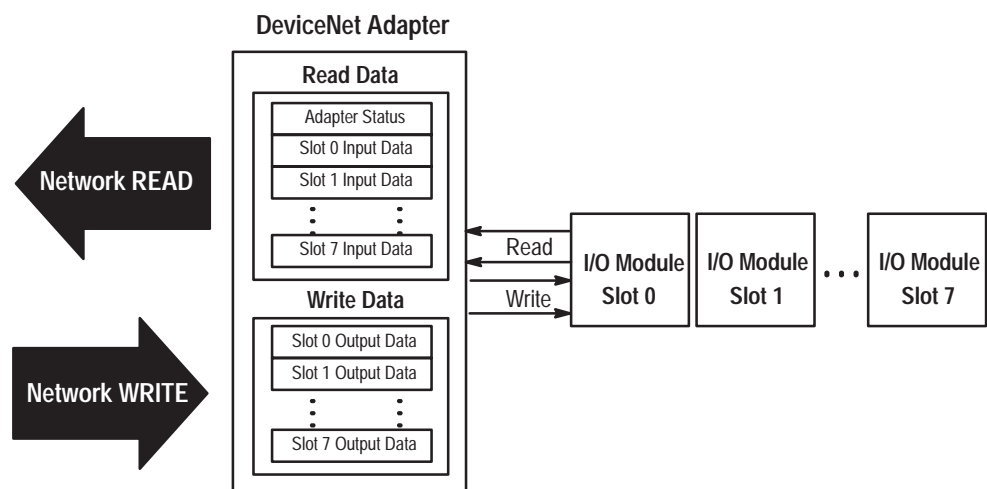 DeviceNet Adapter
Read Data
Adapter Status
Slot 0 Input Data
Slot 1 Input Data
Slot 7 Input Data
Network READ
Read
Write
I/O Module
Slot 0
I/O Module
Slot 1
I/O Module
Slot 7
Write Data
Slot 0 Output Data
Slot 1 Output Data
Slot 7 Output Data
Network WRITE